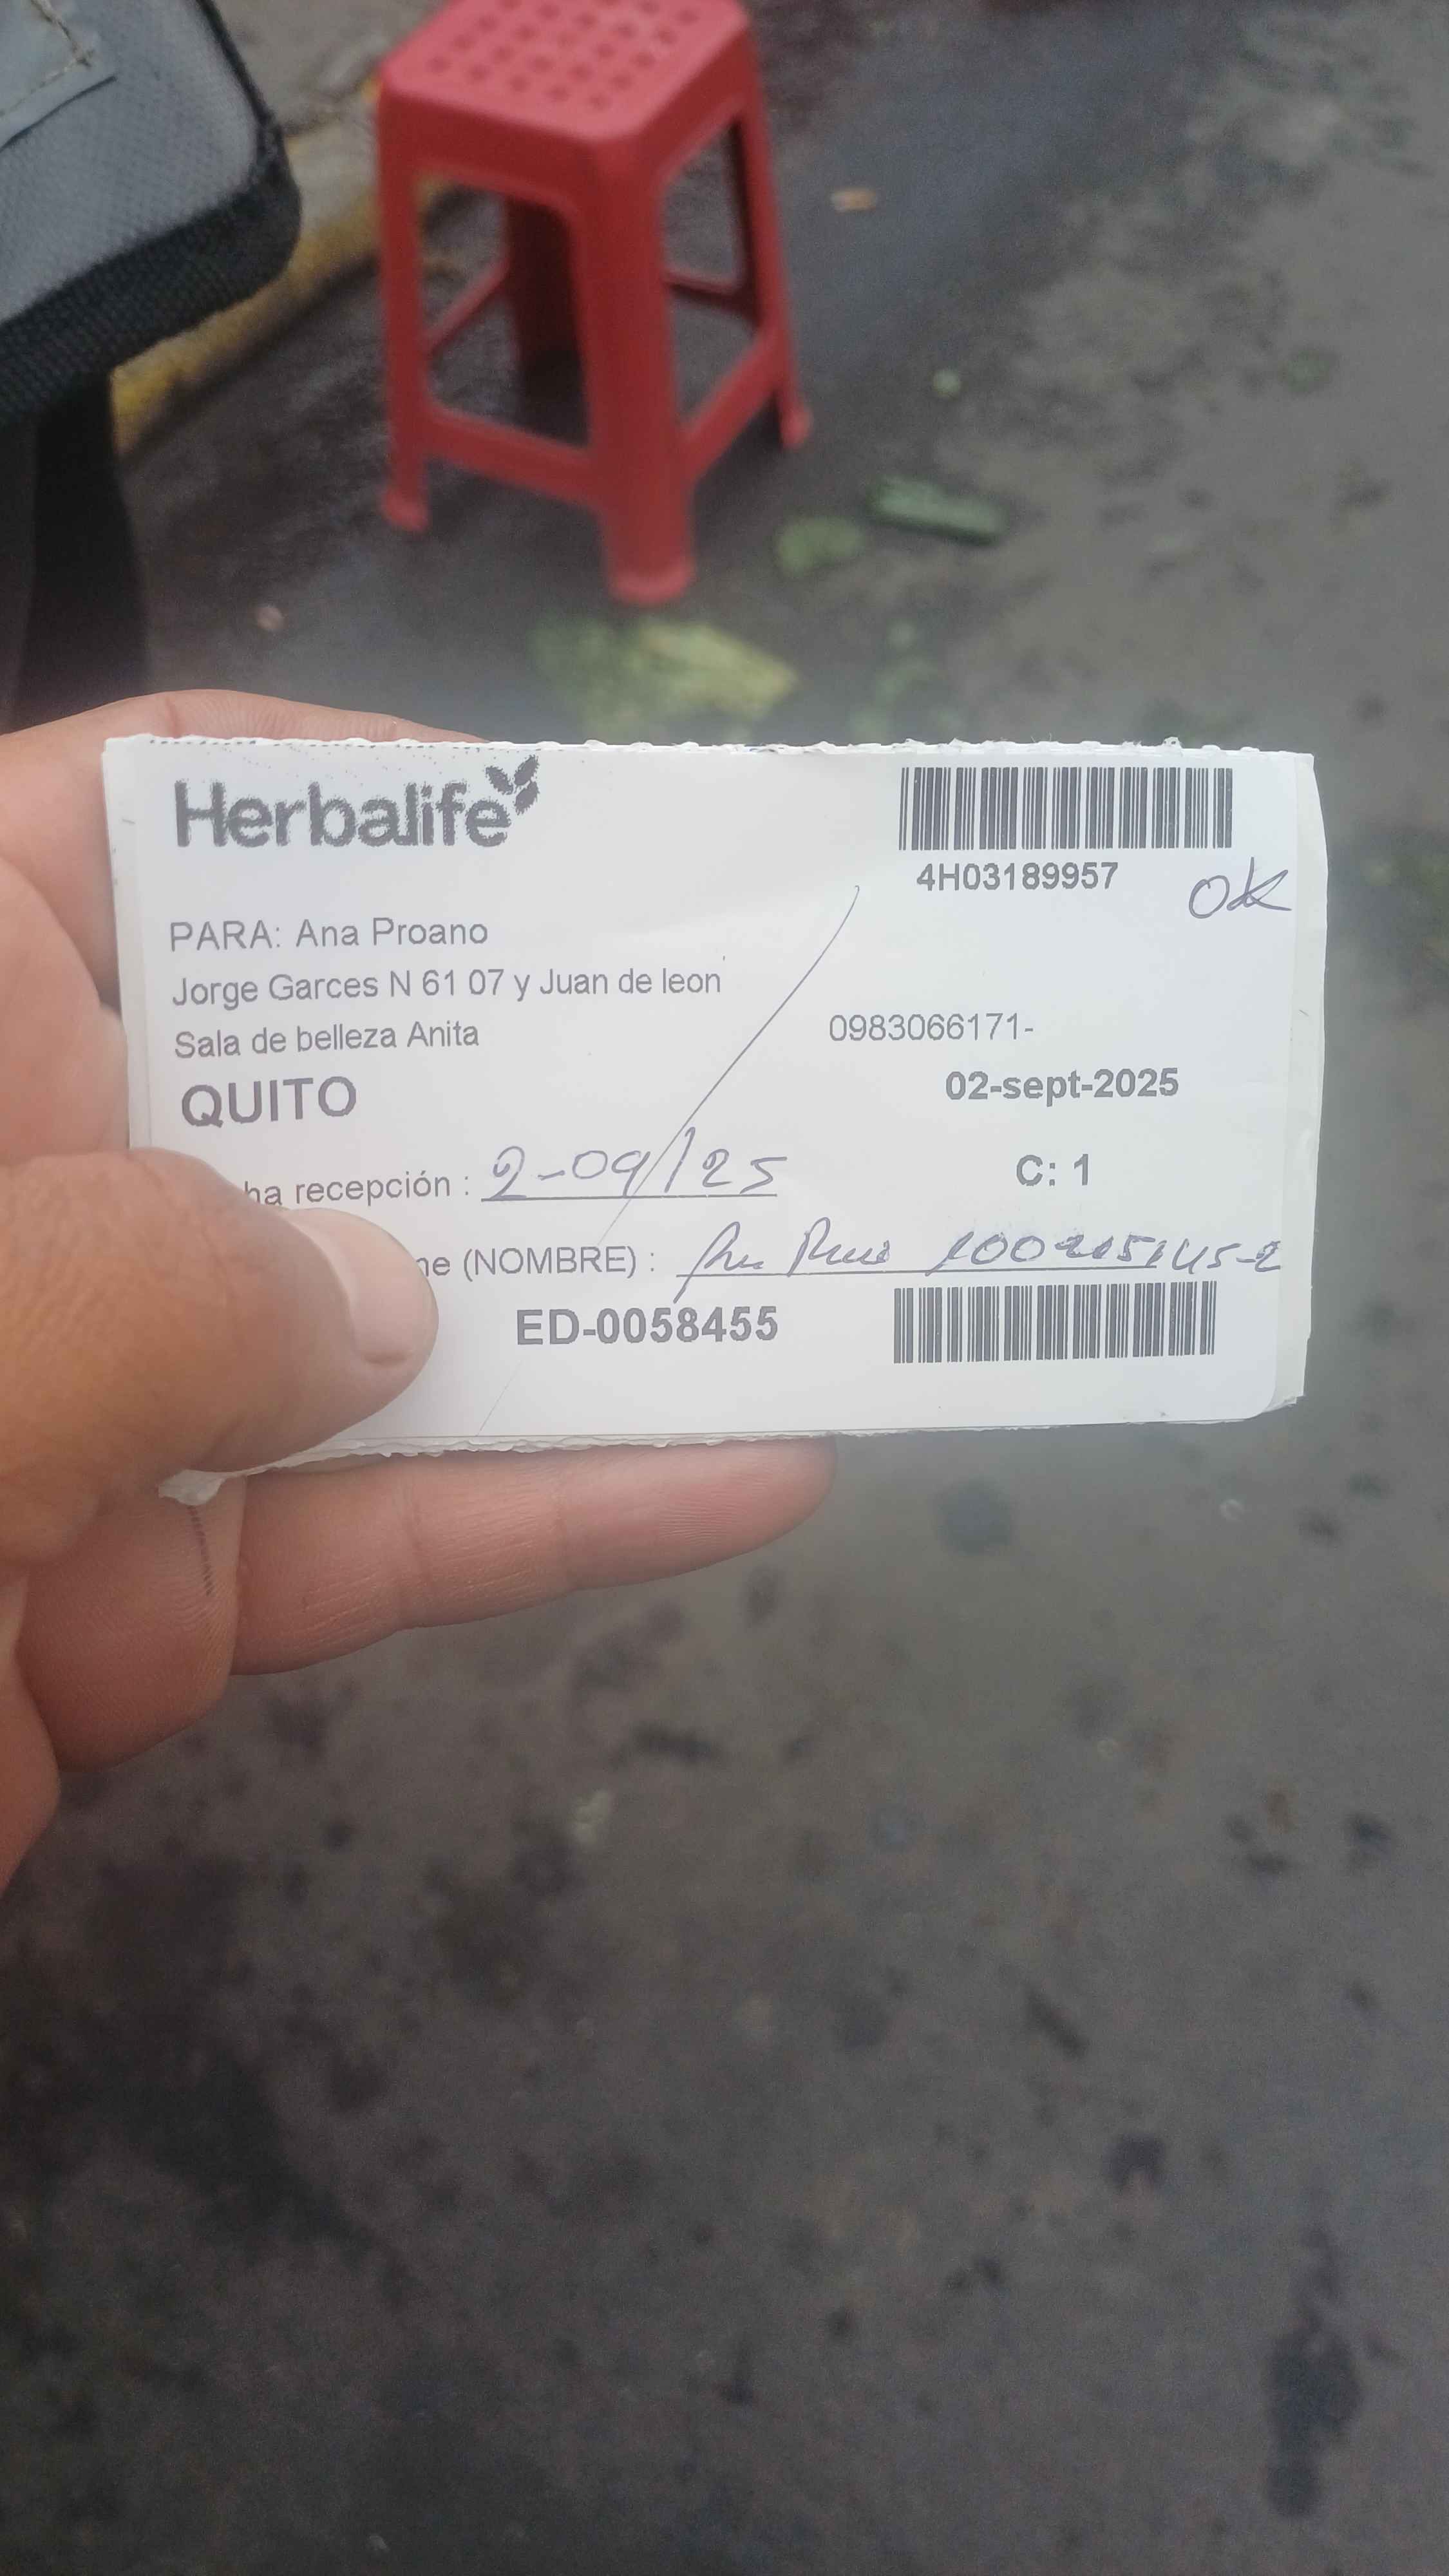 Herbalife
4H03189957
OK
PARA: Ana Proano
Jorge Garces N 61 07 y Juan de leon
Sala de belleza Anita
0983066171-
QUITO
02-sept-2025
ha recepción : 2-09/25
C: 1
ne (NOMBRE) :
ED-0058455